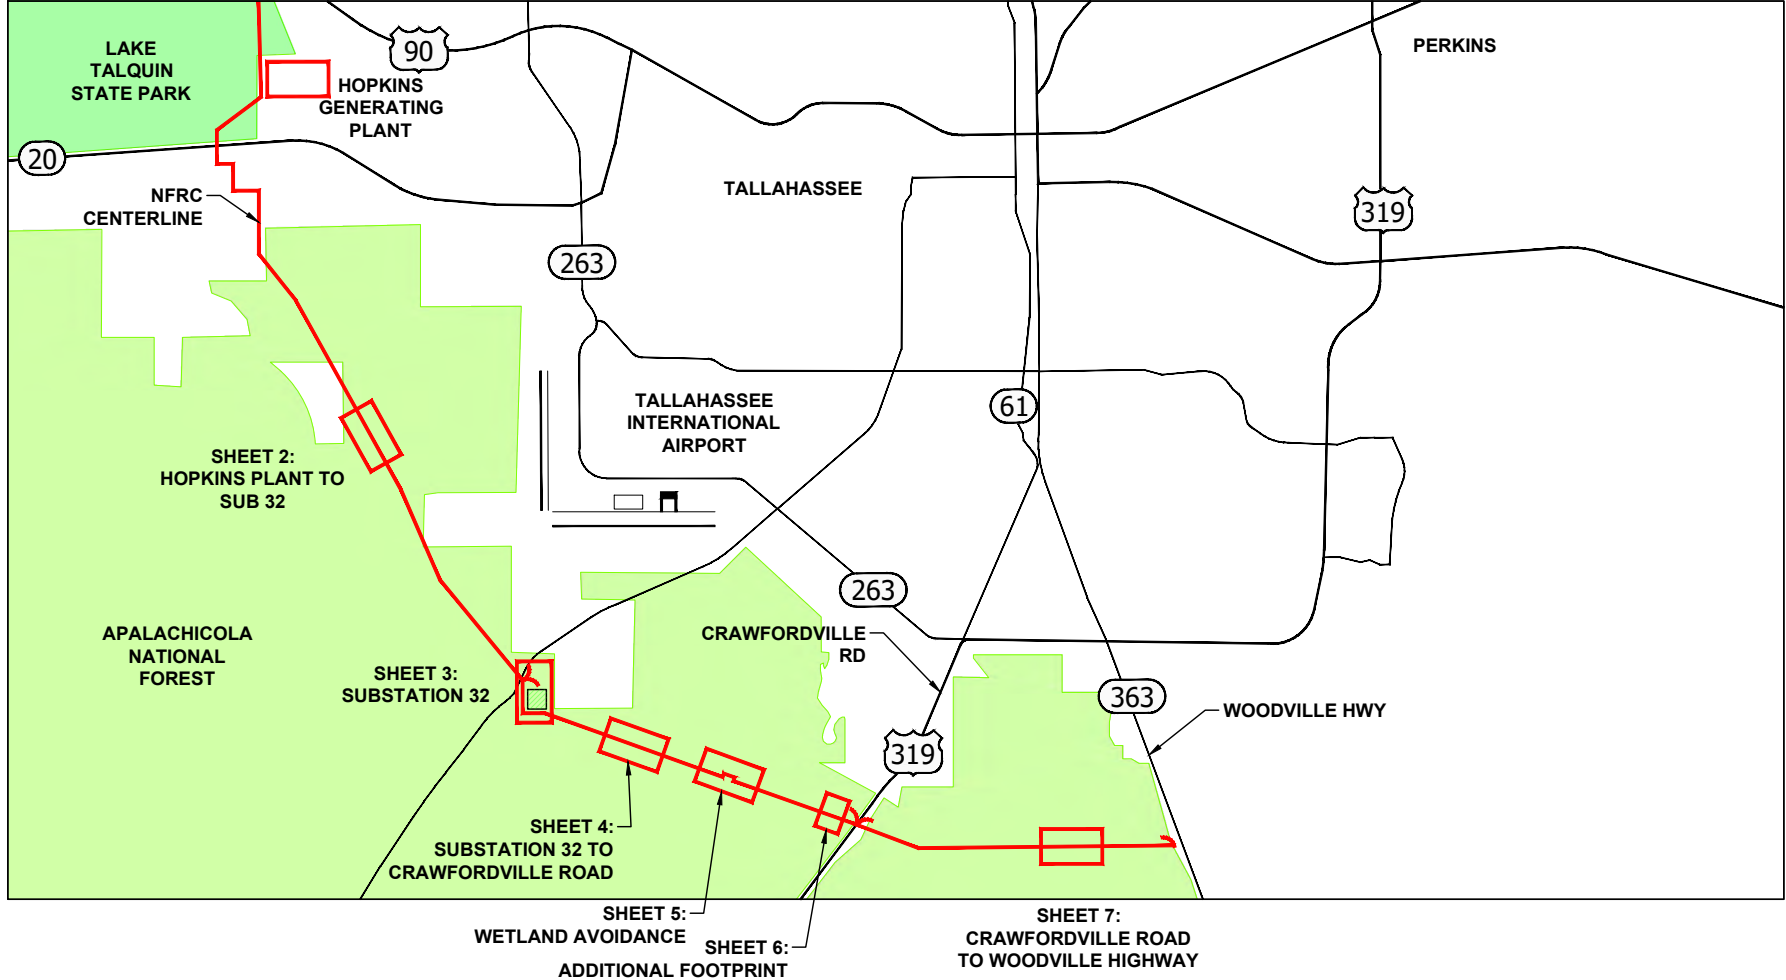 LAKE
TALQUIN
STATE PARK
90
HOPKINS
GENERATING
PLANT
PERKINS
20
NFRC
CENTERLINE
TALLAHASSEE
319
263
TALLAHASSEE
INTERNATIONAL
AIRPORT
61
SHEET 2:
HOPKINS PLANT TO
SUB 32
263
APALACHICOLA
NATIONAL
FOREST
CRAWFORDVILLE
RD
SHEET 3:
SUBSTATION 32
363
WOODVILLE HWY
319
SHEET 4:
SUBSTATION 32 TO
CRAWFORDVILLE ROAD
SHEET 5:
WETLAND AVOIDANCE
SHEET 6:
ADDITIONAL FOOTPRINT
SHEET 7:
CRAWFORDVILLE ROAD
TO WOODVILLE HIGHWAY